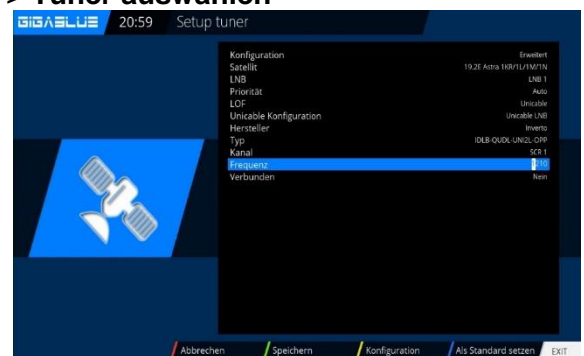 > Tuner auswählen
GIGABLUE 20:59 Setup tuner
Konfiguration Erweitert
Satellit 19.2E Astra 1KR/1L/1M/1N
LNB LNB 1
Priorität Auto
LOF Unicable
Unicable Konfiguration Unicable LNB
Hersteller Inverto
Typ IDLB-QUDL-UNI2L-OPP
Kanal SCR 1
Frequenz 1210
Verbunden Nein
Abbrechen Speichern Konfiguration Als Standard setzen EXIT